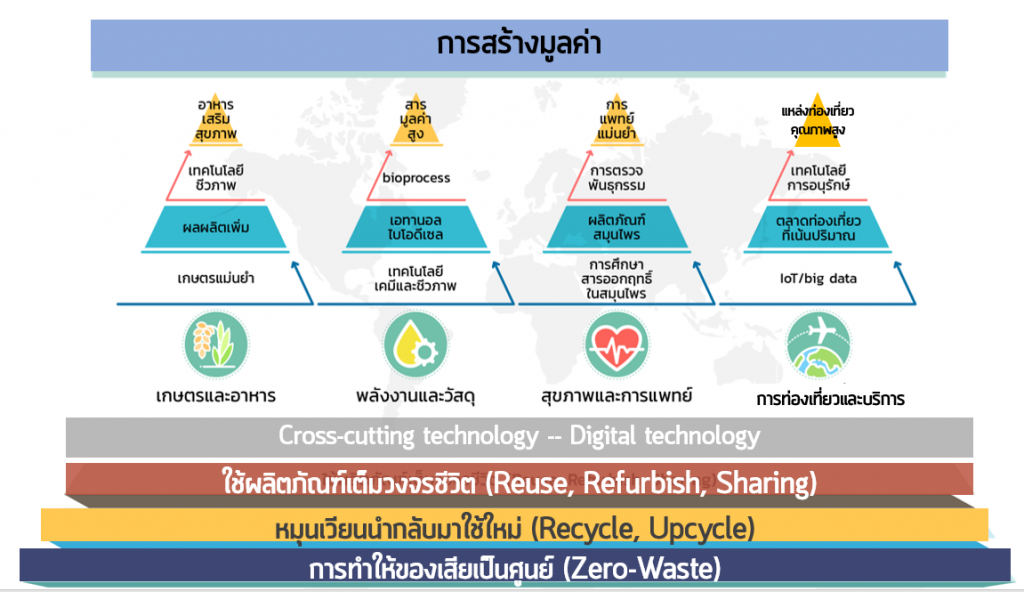 การสร้างมูลค่า
อาหาร
เสริม
สุขภาพ
เทคโนโลยี
ชีวภาพ
ผลผลิตเพิ่ม
เกษตรแม่นยำ
เกษตรและอาหาร
สาร
มูลค่า
สูง
bioprocess
เอทานอล
ไบโอดีเซล
เทคโนโลยี
เคมีและชีวภาพ
พลังงานและวัสดุ
การ
แพทย์
แม่นยำ
การตรวจ
พันธุกรรม
ผลิตภัณฑ์
สมุนไพร
การศึกษา
สารออกฤทธิ์
ในสมุนไพร
สุขภาพและการแพทย์
แหล่งท่องเที่ยว
คุณภาพสูง
เทคโนโลยี
การอนุรักษ์
ตลาดท่องเที่ยว
ที่เน้นปริมาณ
IoT/big data
การท่องเที่ยวและบริการ
Cross-cutting technology -- Digital technology
ใช้ผลิตภัณฑ์เต็มวงจรชีวิต (Reuse, Refurbish, Sharing)
หมุนเวียนนำกลับมาใช้ใหม่ (Recycle, Upcycle)
การทำให้ของเสียเป็นศูนย์ (Zero-Waste)